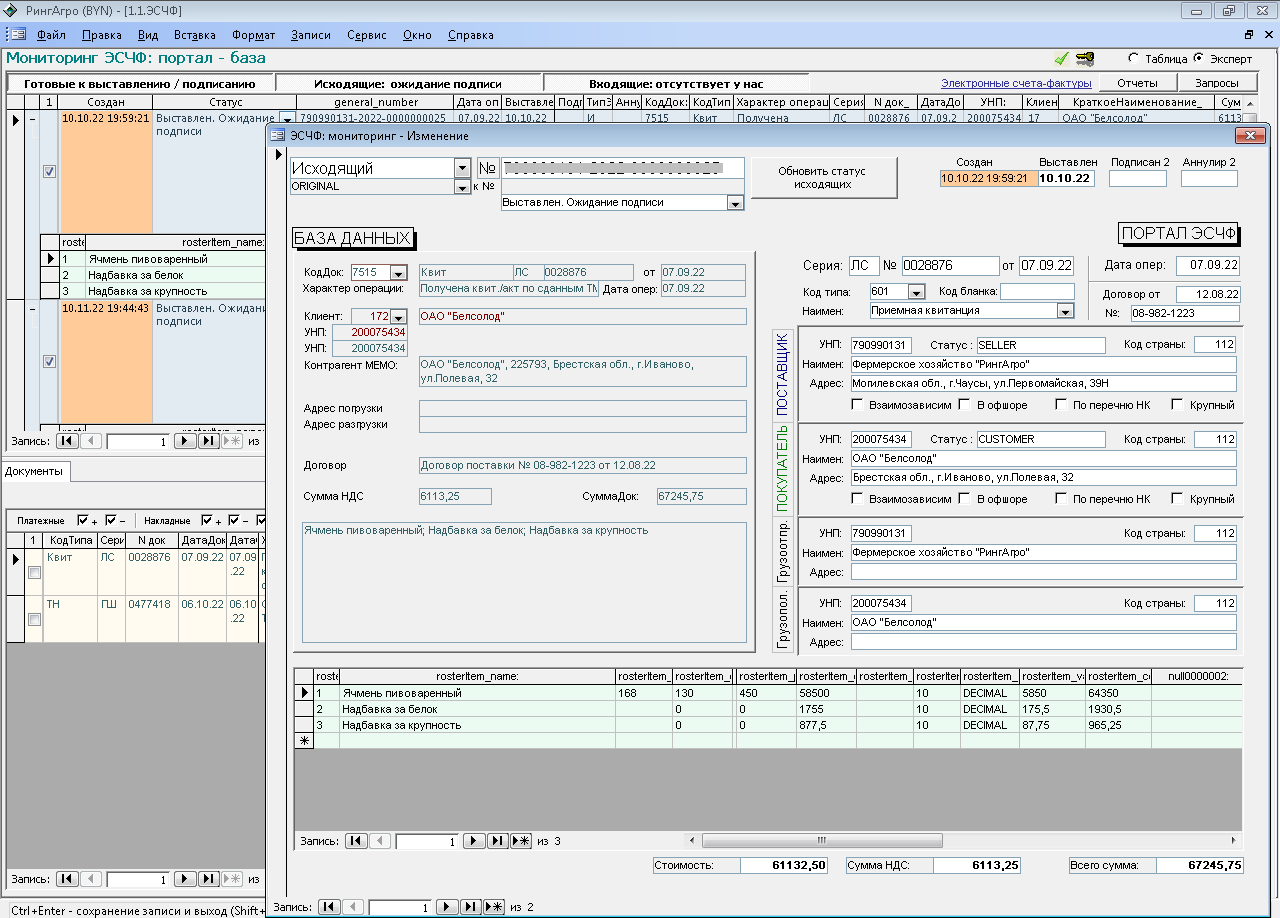 РингАгро (BYN) - [1.1.ЭСЧФ]
Файл Правка Вид Вставка Формат Записи Сервис Окно Справка
Мониторинг ЭСЧФ: портал - база
Таблица Эксперт
Готовые к выставлению / подписанию Исходящие: ожидание подписи Входящие: отсутствует у нас Электронные счета-фактуры Отчеты Запросы
1 Создан Статус general_number Дата оп Выставле Подг ТипЭ Анну КодДок: КодТип Характер операц Серия N док_ ДатаДо УНП: Клиен КраткоеНаименование_ Сум
10.10.22 19:59:21 Выставлен. Ожидание подписи 790990131-2022-0000000025 07.09.2 10.10.22 И 7515 Квит Получена ЛС 0028876 07.09.2 200075434 17 ОАО "Белсолод" 6113
roste rosterItem_name:
1 Ячмень пивоваренный
2 Надбавка за белок
3 Надбавка за крупность
10.11.22 19:44:43 Выставлен. Ожидани подписи
Запись: 1 из
Документы
Платежные + − Накладные + −
1 КодТипа Сери N док ДатаДок Дата
Квит ЛС 0028876 07.09.22 07.09.22
ТН ПШ 0477418 06.10.22 06.10.22
Запись: 1 из
Ctrl+Enter - сохранение записи и выход (Shift+
ЭСЧФ: мониторинг - Изменение
Исходящий №
ORIGINAL к №
Выставлен. Ожидание подписи
Обновить статус исходящих
Создан Выставлен Подписан 2 Аннулир 2
10.10.22 19:59:21 10.10.22
БАЗА ДАННЫХ
КодДок: 7515 Квит ЛС 0028876 от 07.09.22
Характер операции: Получена квит./акт по сданным ТМ Дата опер: 07.09.22
Клиент: 172 ОАО "Белсолод"
УНП: 200075434
УНП: 200075434
Контрагент МЕМО: ОАО "Белсолод", 225793, Брестская обл., г.Иваново,
ул.Полевая, 32
Адрес погрузки
Адрес разгрузки
Договор Договор поставки № 08-982-1223 от 12.08.22
Сумма НДС 6113,25 СуммаДок: 67245,75
Ячмень пивоваренный; Надбавка за белок; Надбавка за крупность
ПОРТАЛ ЭСЧФ
Серия: ЛС № 0028876 от 07.09.22 Дата опер: 07.09.22
Код типа: 601 Код бланка: Договор от 12.08.22
Наимен: Приемная квитанция №: 08-982-1223
ПОСТАВЩИК
УНП: 790990131 Статус : SELLER Код страны: 112
Наимен: Фермерское хозяйство "РингАгро"
Адрес: Могилевская обл., г.Чаусы, ул.Первомайская, 39Н
Взаимозависим В офшоре По перечню НК Крупный
ПОКУПАТЕЛЬ
УНП: 200075434 Статус : CUSTOMER Код страны: 112
Наимен: ОАО "Белсолод"
Адрес: Брестская обл., г.Иваново, ул.Полевая, 32
Взаимозависим В офшоре По перечню НК Крупный
Грузоотпр.
УНП: 790990131 Код страны: 112
Наимен: Фермерское хозяйство "РингАгро"
Адрес:
Грузопол.
УНП: 200075434 Код страны: 112
Наимен: ОАО "Белсолод"
Адрес:
roste rosterItem_name: rosterItem_ rosterItem_ rosterItem_ rosterItem_ rosterItem_ rosterIter rosterItem_ rosterItem_va rosterItem_co null0000002:
1 Ячмень пивоваренный 168 130 450 58500 10 DECIMAL 5850 64350
2 Надбавка за белок 0 0 1755 10 DECIMAL 175,5 1930,5
3 Надбавка за крупность 0 0 877,5 10 DECIMAL 87,75 965,25
Запись: 1 из 3
Стоимость: 61132,50 Сумма НДС: 6113,25 Всего сумма: 67245,75
Запись: 1 из 2